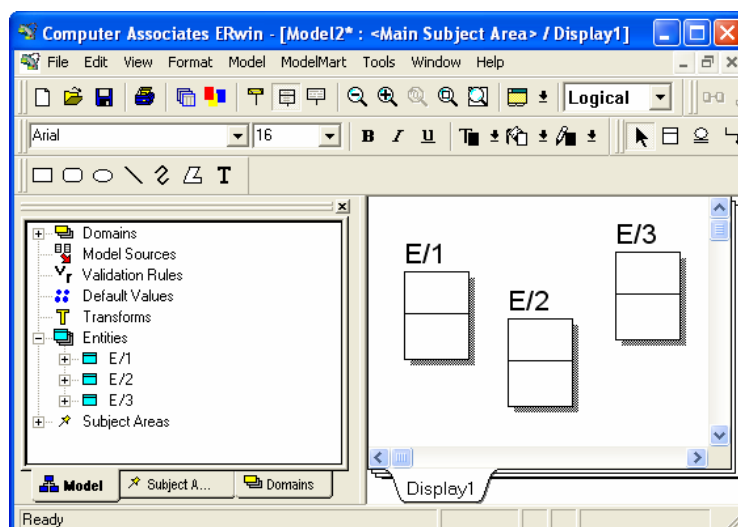 Computer Associates ERwin - [Model2* : <Main Subject Area> / Display1]
File Edit View Format Model ModelMart Tools Window Help
Logical
Arial 16 B I U
T
Domains
Model Sources
Validation Rules
Default Values
Transforms
Entities
E/1
E/2
E/3
Subject Areas
Model Subject A... Domains
E/1
E/2
E/3
Display1
Ready